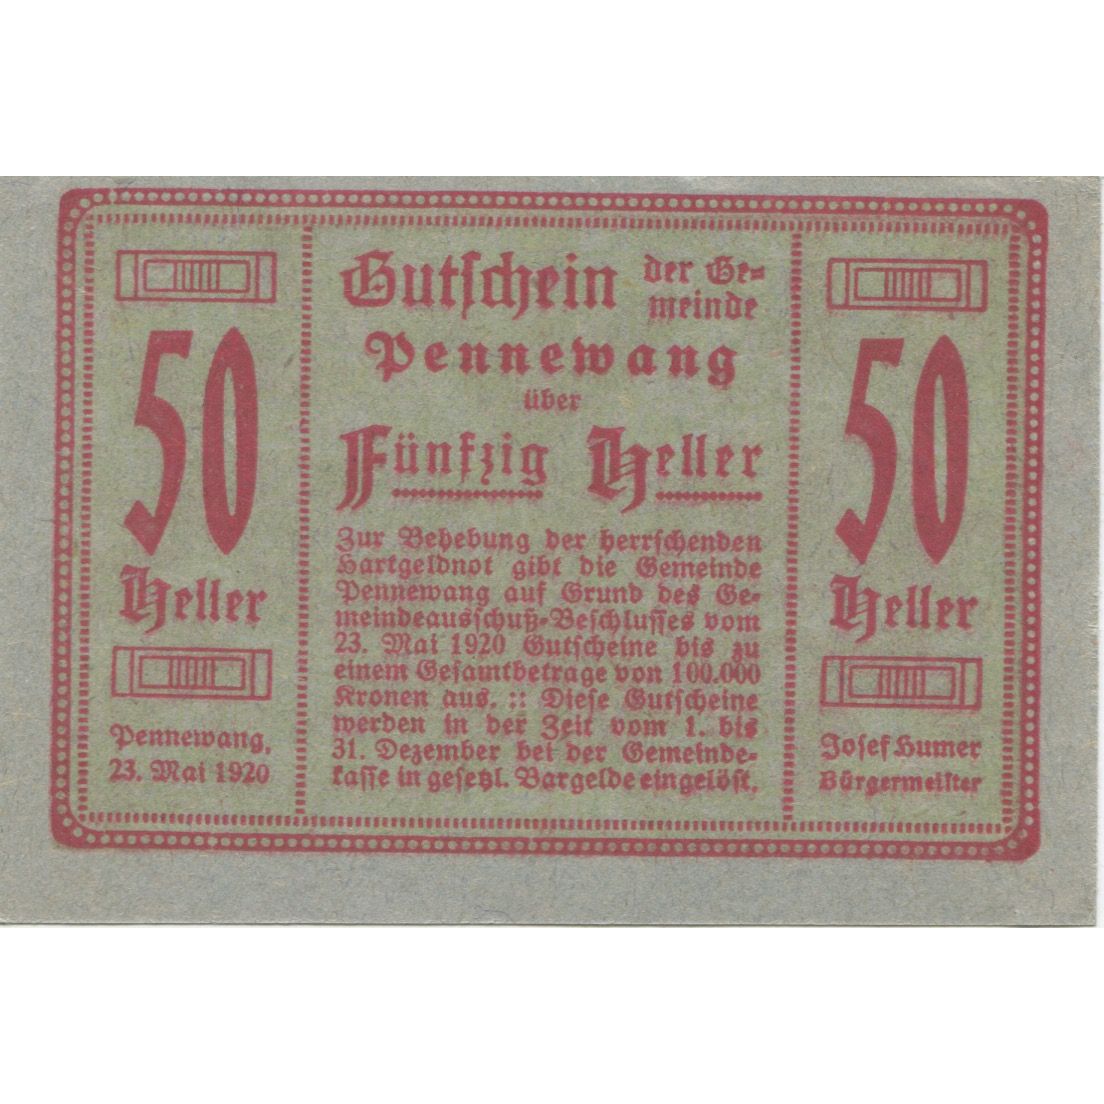 50
Heller
Pennewang,
23. Mai 1920
Gutschein der Ge-
meinde
Pennewang
über
Fünfzig Heller
Zur Behebung der herrschenden
Hartgeldnot gibt die Gemeinde
Pennewang auf Grund des Ge-
meindeausschuß-Beschlusses vom
23. Mai 1920 Gutscheine bis zu
einem Gesamtbetrage von 100.000
Kronen aus. :: Diese Gutscheine
werden in der Zeit vom 1. bis
31. Dezember bei der Gemeinde-
kasse in gesetzl. Bargelde eingelöst.
50
Heller
Josef Humer
Bürgermeister